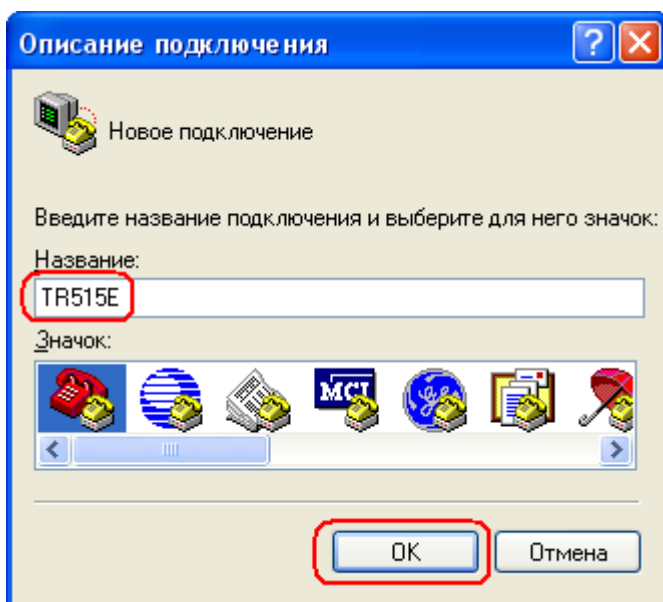 Описание подключения
Новое подключение
Введите название подключения и выберите для него значок:
Название:
TR515E
Значок:
MCI
OK
Отмена